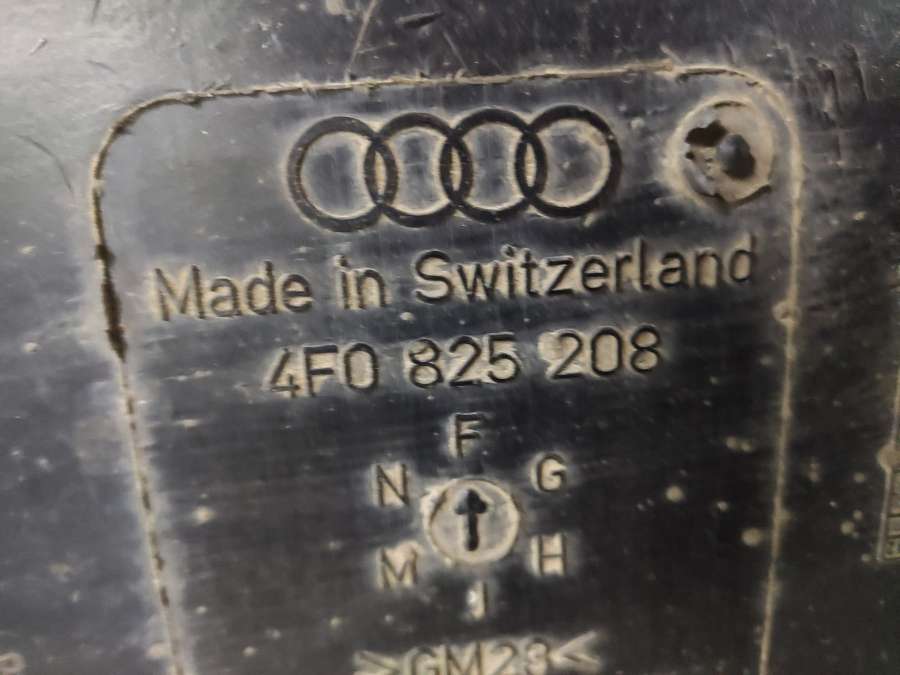 Made in Switzerland
4F0 825 208
F
N G
M H
I
>GM23<